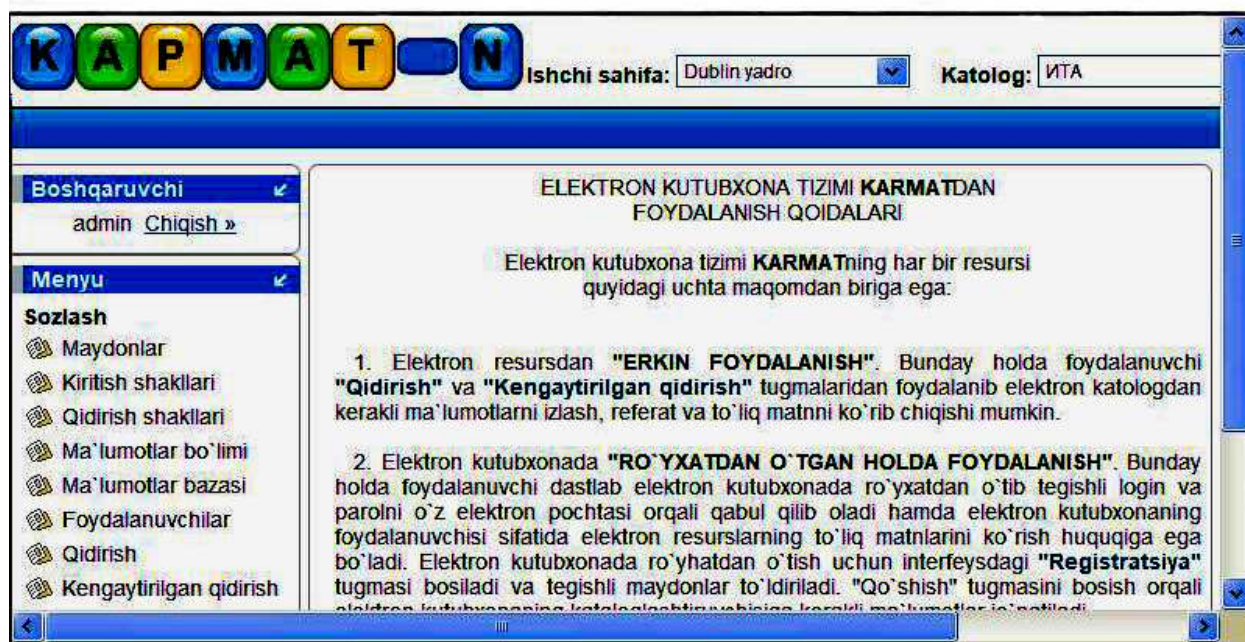 КАРМАТ-N
Ishchi sahifa: Dublin yadro Katolog: ИТА
Boshqaruvchi
admin Chiqish »
Menyu
Sozlash
Maydonlar
Kiritish shakllari
Qidirish shakllari
Ma`lumotlar bo`limi
Ma`lumotlar bazasi
Foydalanuvchilar
Qidirish
Kengaytirilgan qidirish
ELEKTRON KUTUBXONA TIZIMI KARMATDAN
FOYDALANISH QOIDALARI
Elektron kutubxona tizimi KARMATning har bir resursi
quyidagi uchta maqomdan biriga ega:
1. Elektron resursdan "ERKIN FOYDALANISH". Bunday holda foydalanuvchi
"Qidirish" va "Kengaytirilgan qidirish" tugmalaridan foydalanib elektron katologdan
kerakli ma`lumotlarni izlash, referat va to`liq matnni ko`rib chiqishi mumkin.
2. Elektron kutubxonada "RO`YXATDAN O`TGAN HOLDA FOYDALANISH". Bunday
holda foydalanuvchi dastlab elektron kutubxonada ro`yxatdan o`tib tegishli login va
parolni o`z elektron pochtasi orqali qabul qilib oladi hamda elektron kutubxonaning
foydalanuvchisi sifatida elektron resurslarning to`liq matnlarini ko`rish huquqiga ega
bo`ladi. Elektron kutubxonada ro`yhatdan o`tish uchun interfeysdagi "Registratsiya"
tugmasi bosiladi va tegishli maydonlar to`ldiriladi. "Qo`shish" tugmasini bosish orqali